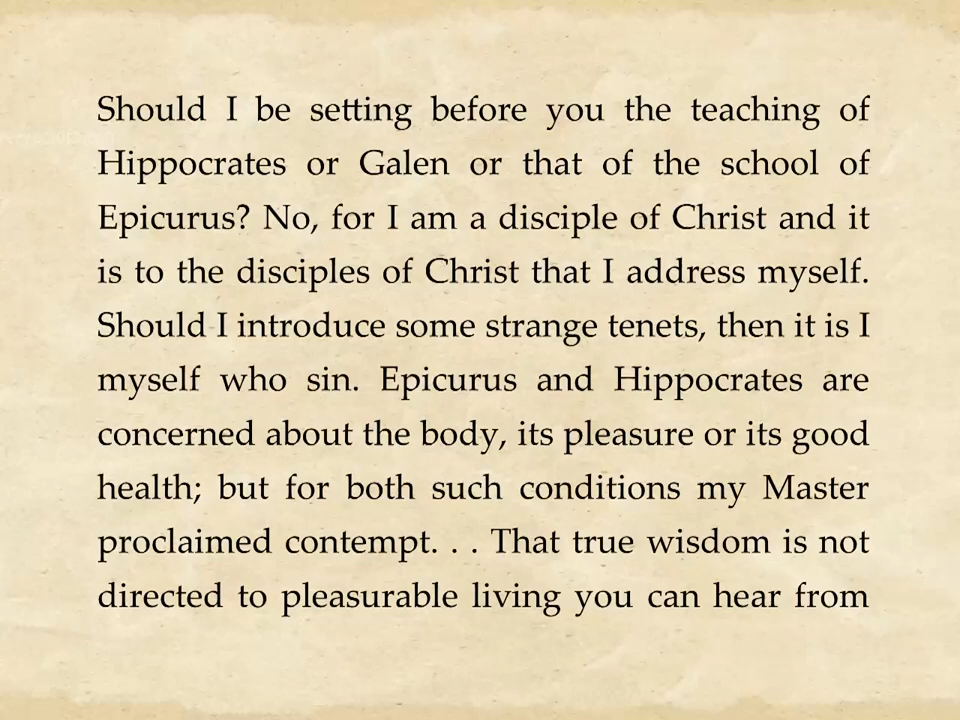 Should I be setting before you the teaching of
Hippocrates or Galen or that of the school of
Epicurus? No, for I am a disciple of Christ and it
is to the disciples of Christ that I address myself.
Should I introduce some strange tenets, then it is I
myself who sin. Epicurus and Hippocrates are
concerned about the body, its pleasure or its good
health; but for both such conditions my Master
proclaimed contempt. . . That true wisdom is not
directed to pleasurable living you can hear from